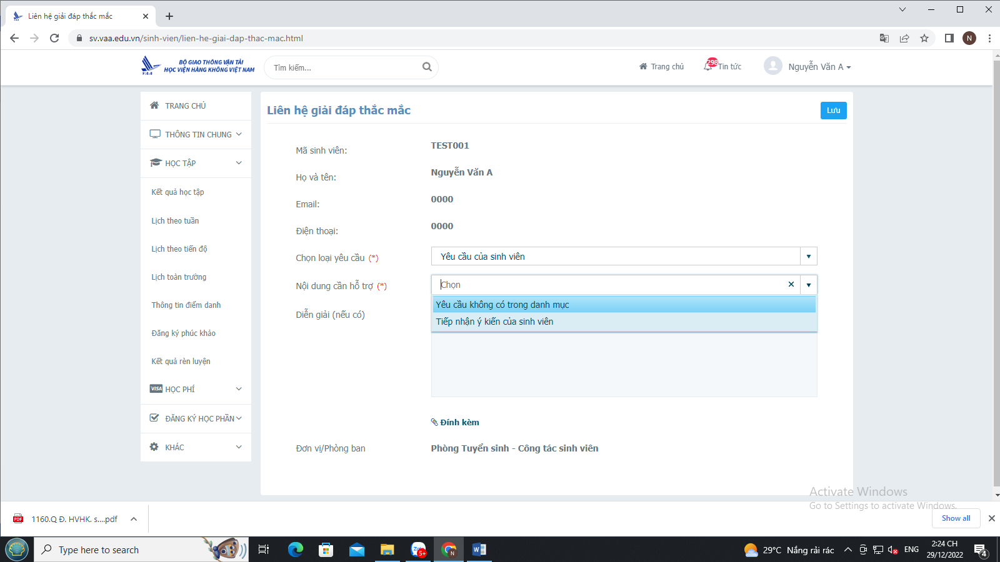 Liên hệ giải đáp thắc mắc
sv.vaa.edu.vn/sinh-vien/lien-he-giai-dap-thac-mac.html
N
VAA
BỘ GIAO THÔNG VẬN TẢI
HỌC VIỆN HÀNG KHÔNG VIỆT NAM
Tìm kiếm...
Trang chủ
298
Tin tức
Nguyễn Văn A
TRANG CHỦ
THÔNG TIN CHUNG
HỌC TẬP
Kết quả học tập
Lịch theo tuần
Lịch theo tiến độ
Lịch toàn trường
Thông tin điểm danh
Đăng ký phúc khảo
Kết quả rèn luyện
VISA HỌC PHÍ
ĐĂNG KÝ HỌC PHẦN
KHÁC
Liên hệ giải đáp thắc mắc
Lưu
Mã sinh viên: TEST001
Họ và tên: Nguyễn Văn A
Email: 0000
Điện thoại: 0000
Chọn loại yêu cầu (*) Yêu cầu của sinh viên
Nội dung cần hỗ trợ (*) Chọn
Yêu cầu không có trong danh mục
Tiếp nhận ý kiến của sinh viên
Diễn giải (nếu có)
Đính kèm
Đơn vị/Phòng ban Phòng Tuyển sinh - Công tác sinh viên
Activate Windows
Go to Settings to activate Windows.
PDF 1160.Q Đ. HVHK. s....pdf
Show all
Type here to search
Zalo 5+
N
W
29°C Nắng rải rác
ENG
2:24 CH
29/12/2022
4